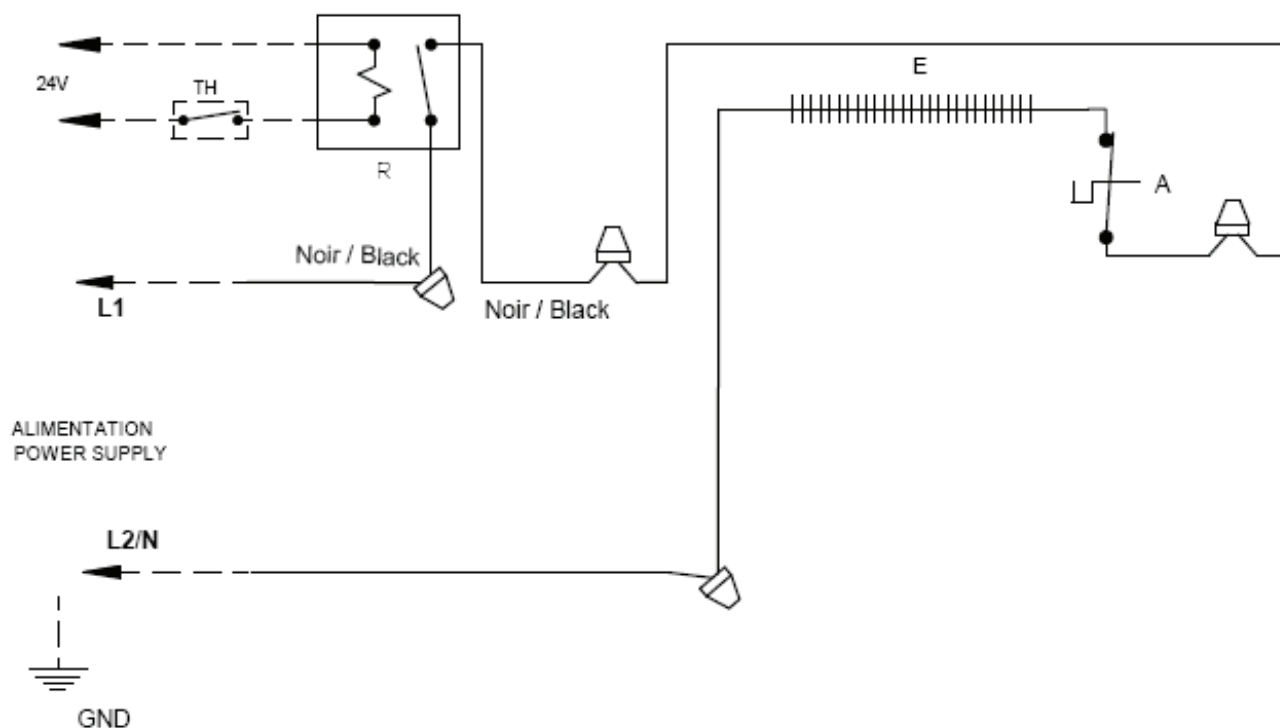 24V
TH
E
R
A
Noir / Black
L1
Noir / Black
ALIMENTATION
POWER SUPPLY
L2/N
GND